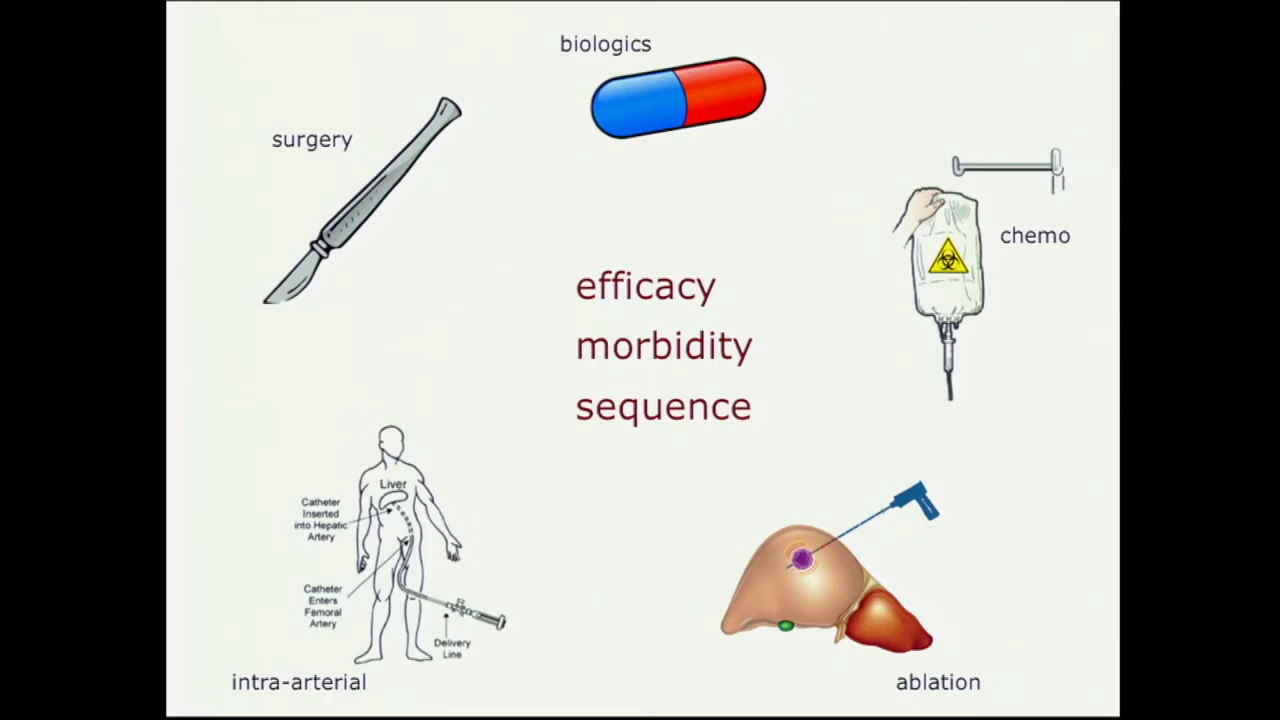 biologics
surgery
chemo
efficacy
morbidity
sequence
Liver
Catheter
Inserted
into Hepatic
Artery
Catheter
Enters
Femoral
Artery
Delivery
Line
intra-arterial
ablation